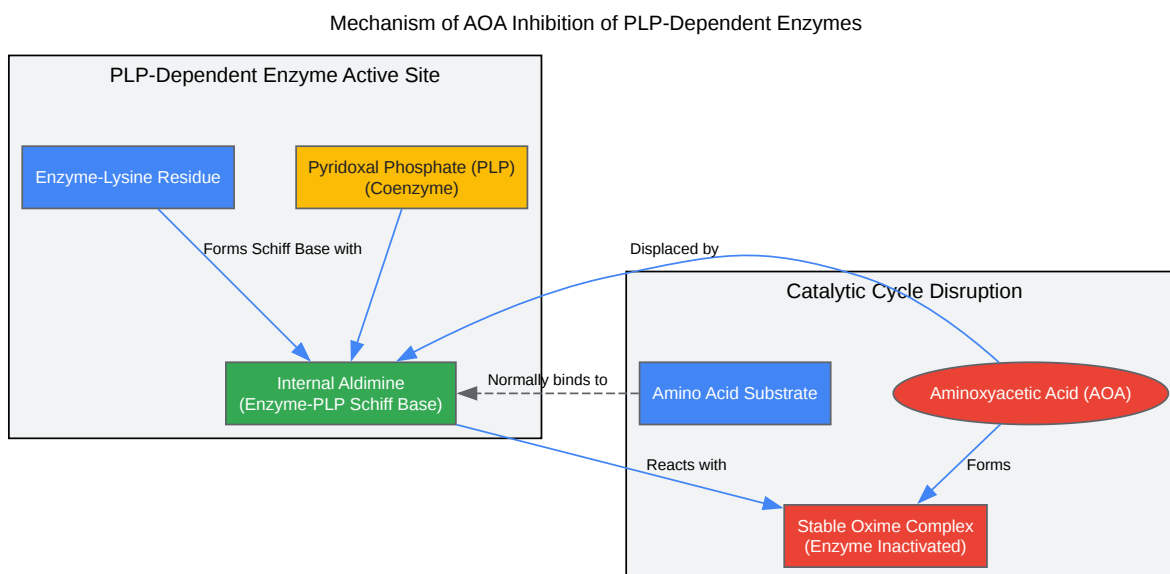 Mechanism of AOA Inhibition of PLP-Dependent Enzymes
PLP-Dependent Enzyme Active Site
Enzyme-Lysine Residue
Pyridoxal Phosphate (PLP)
(Coenzyme)
Forms Schiff Base with
Displaced by
Catalytic Cycle Disruption
Internal Aldimine
(Enzyme-PLP Schiff Base)
Normally binds to
Amino Acid Substrate
Aminoxyacetic Acid (AOA)
Reacts with
Forms
Stable Oxime Complex
(Enzyme Inactivated)